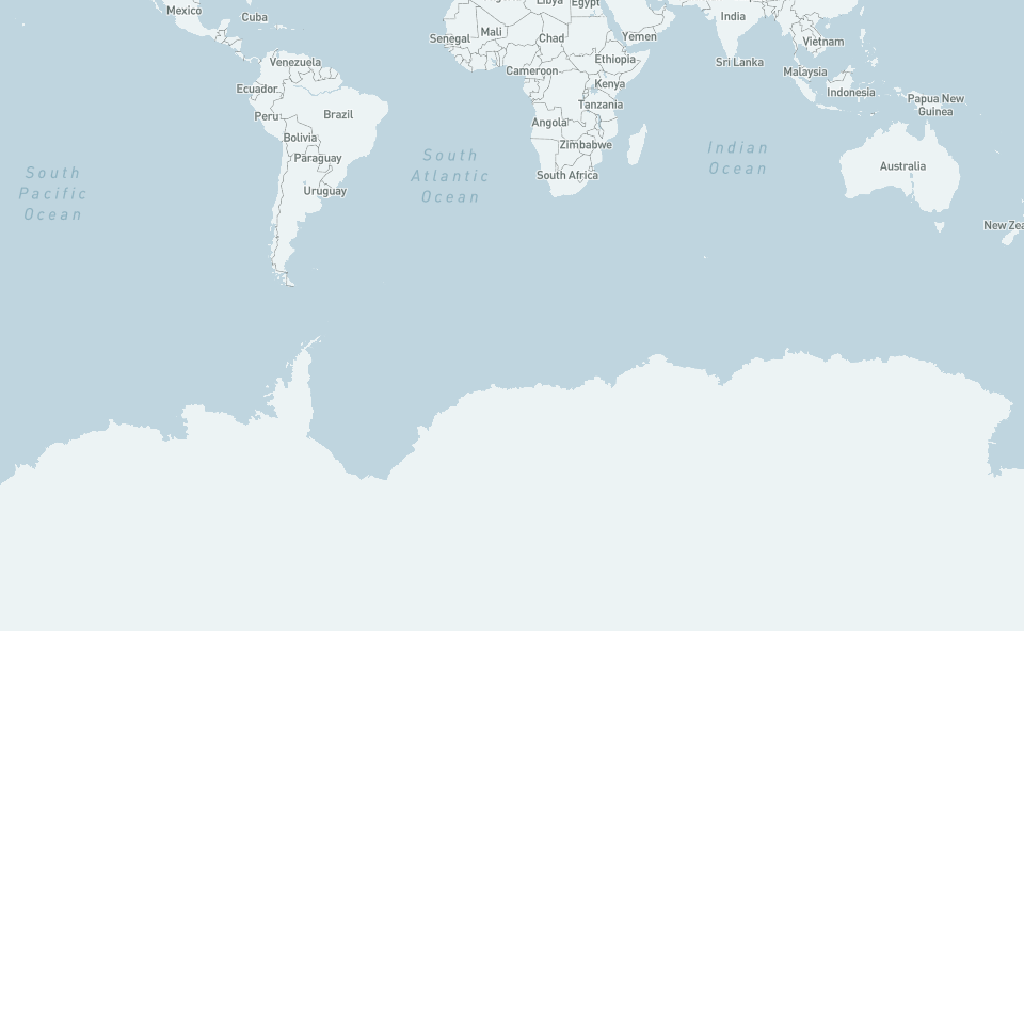 Libya
Egypt
Mexico
Cuba
India
Senegal
Mali
Chad
Yemen
Vietnam
Venezuela
Ethiopia
Sri Lanka
Cameroon
Malaysia
Ecuador
Kenya
Indonesia
Tanzania
Papua New
Guinea
Peru
Brazil
Angola
Bolivia
Zimbabwe
Paraguay
South
Atlantic
Ocean
Indian
Ocean
Australia
South
Pacific
Ocean
South Africa
Uruguay
New Zea